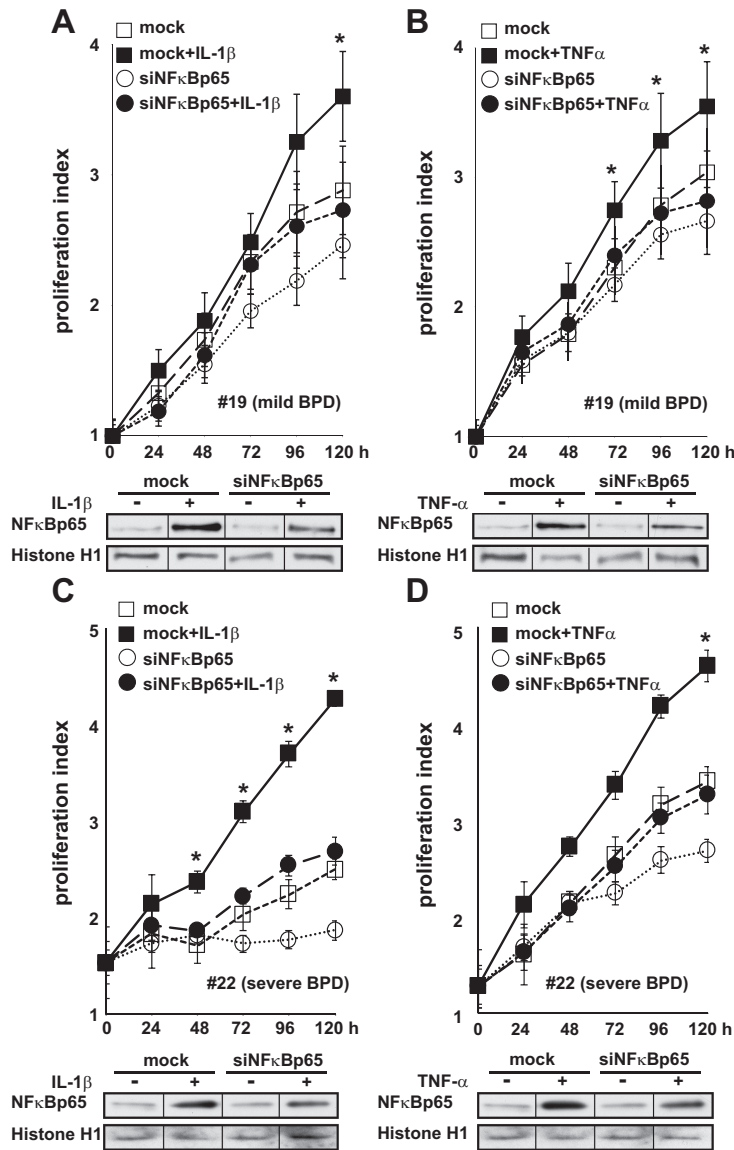 A
mock
mock+IL-1β
siNFκBp65
siNFκBp65+IL-1β
*
4
3
2
1
proliferation index
#19 (mild BPD)
0 24 48 72 96 120 h
mock siNFκBp65
IL-1β - + - +
NFκBp65
Histone H1
B
mock
mock+TNFα
siNFκBp65
siNFκBp65+TNFα
* * *
4
3
2
1
proliferation index
#19 (mild BPD)
0 24 48 72 96 120 h
mock siNFκBp65
TNF-α - + - +
NFκBp65
Histone H1
C
mock
mock+IL-1β
siNFκBp65
siNFκBp65+IL-1β
* * * *
5
4
3
2
1
proliferation index
#22 (severe BPD)
0 24 48 72 96 120 h
mock siNFκBp65
IL-1β - + - +
NFκBp65
Histone H1
D
mock
mock+TNFα
siNFκBp65
siNFκBp65+TNFα
*
5
4
3
2
1
proliferation index
#22 (severe BPD)
0 24 48 72 96 120 h
mock siNFκBp65
TNF-α - + - +
NFκBp65
Histone H1